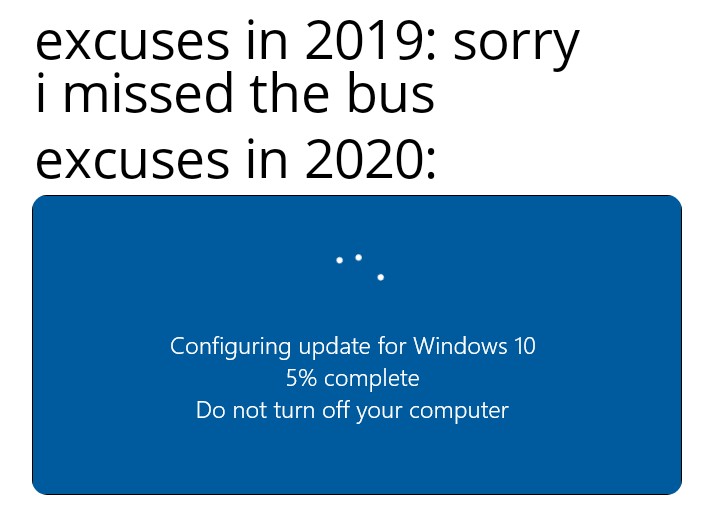 excuses in 2019: sorry
i missed the bus
excuses in 2020:
Configuring update for Windows 10
5% complete
Do not turn off your computer